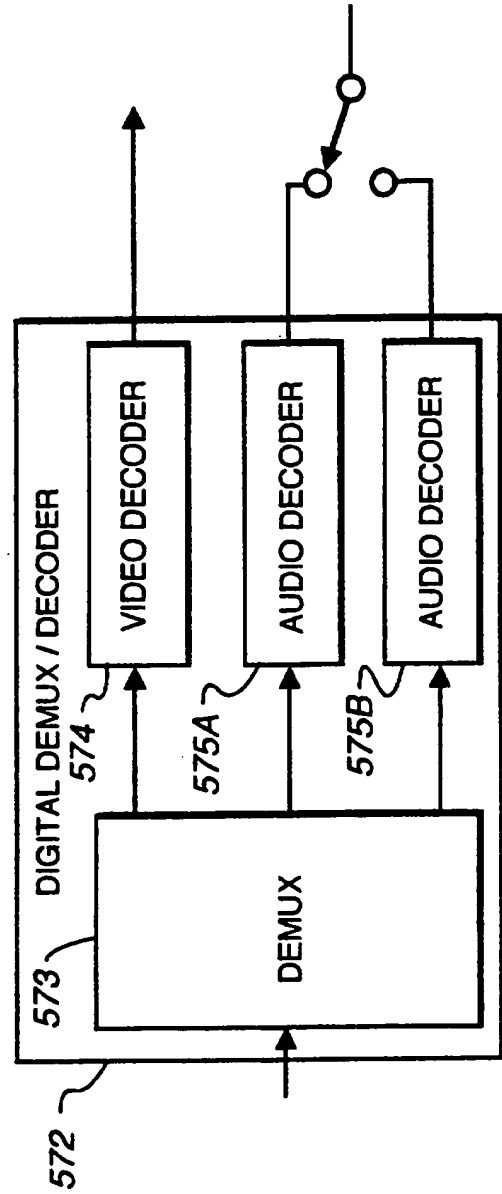 572
DIGITAL DEMUX / DECODER
573
DEMUX
574
VIDEO DECODER
575A
AUDIO DECODER
575B
AUDIO DECODER